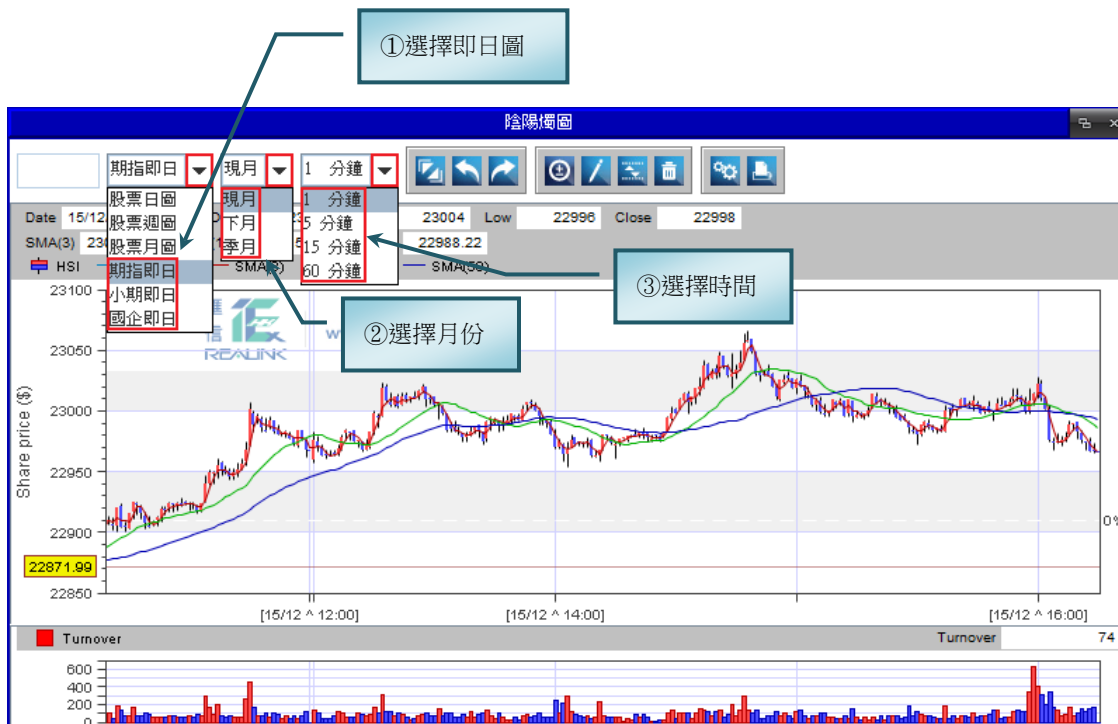 ①選擇即日圖
陰陽燭圖
期指即日 現月 1 分鐘
股票日圖 現月 1 分鐘
股票週圖 下月 5 分鐘
股票月圖 季月 15 分鐘
期指即日 60 分鐘
小期即日
國企即日
Date 15/12 23004 Low 22996 Close 22998
SMA(3) 22988.22
HSI SMA(50)
③選擇時間
②選擇月份
匯信
REALINK
Share price ($)
23100
23050
23000
22950
22900
0%
22871.99
22850
[15/12 ^ 12:00] [15/12 ^ 14:00] [15/12 ^ 16:00]
Turnover Turnover 74
600
400
200
0